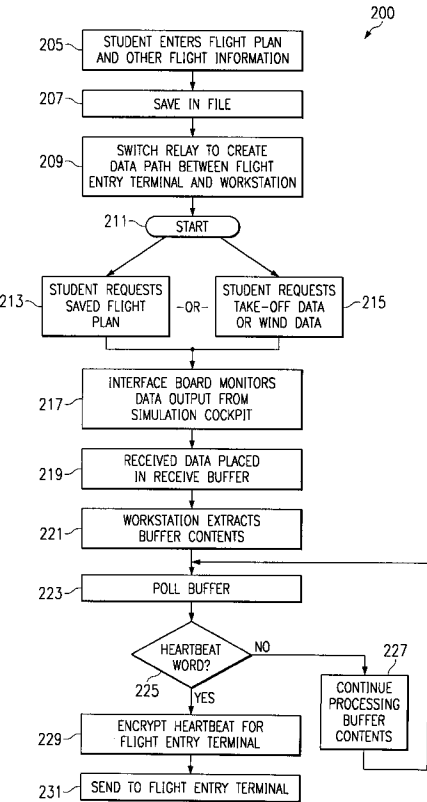 200
205
STUDENT ENTERS FLIGHT PLAN
AND OTHER FLIGHT INFORMATION
207
SAVE IN FILE
209
SWITCH RELAY TO CREATE
DATA PATH BETWEEN FLIGHT
ENTRY TERMINAL AND WORKSTATION
211
START
213
STUDENT REQUESTS
SAVED FLIGHT
PLAN
-OR-
STUDENT REQUESTS
TAKE-OFF DATA
OR WIND DATA
215
217
INTERFACE BOARD MONITORS
DATA OUTPUT FROM
SIMULATION COCKPIT
219
RECEIVED DATA PLACED
IN RECEIVE BUFFER
221
WORKSTATION EXTRACTS
BUFFER CONTENTS
223
POLL BUFFER
HEARTBEAT
WORD?
225
NO
YES
227
CONTINUE
PROCESSING
BUFFER
CONTENTS
229
ENCRYPT HEARTBEAT FOR
FLIGHT ENTRY TERMINAL
231
SEND TO FLIGHT ENTRY TERMINAL